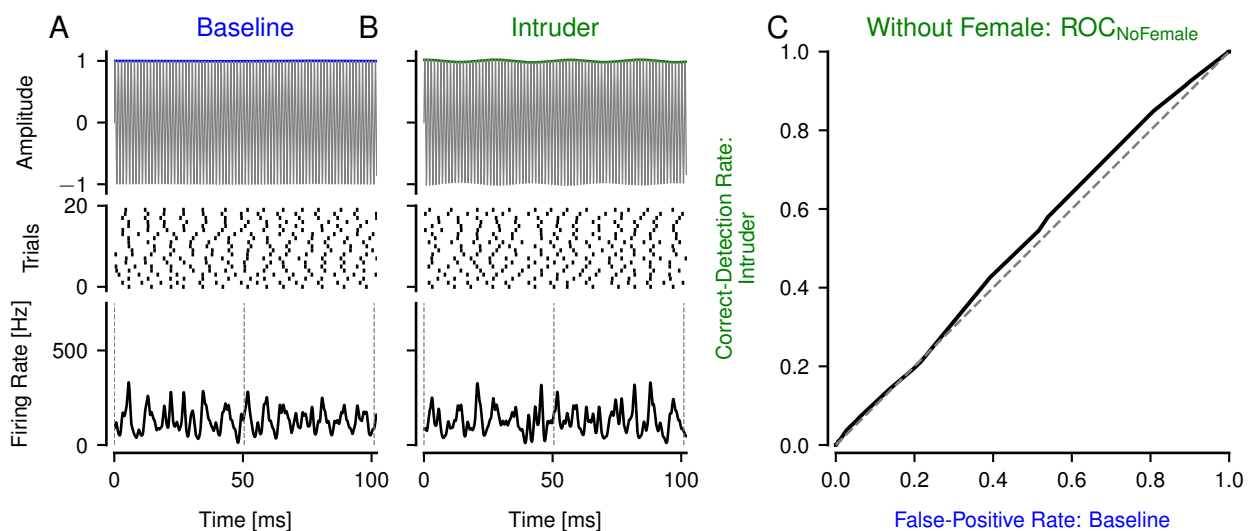 A
Baseline
B
Intruder
C
Without Female: ROC_NoFemale
Amplitude
1
0
−1
Trials
20
0
Firing Rate [Hz]
500
0
0
50
100
Time [ms]
0
50
100
Time [ms]
Correct-Detection Rate:
Intruder
1.0
0.8
0.6
0.4
0.2
0.0
0.0
0.2
0.4
0.6
0.8
1.0
False-Positive Rate: Baseline